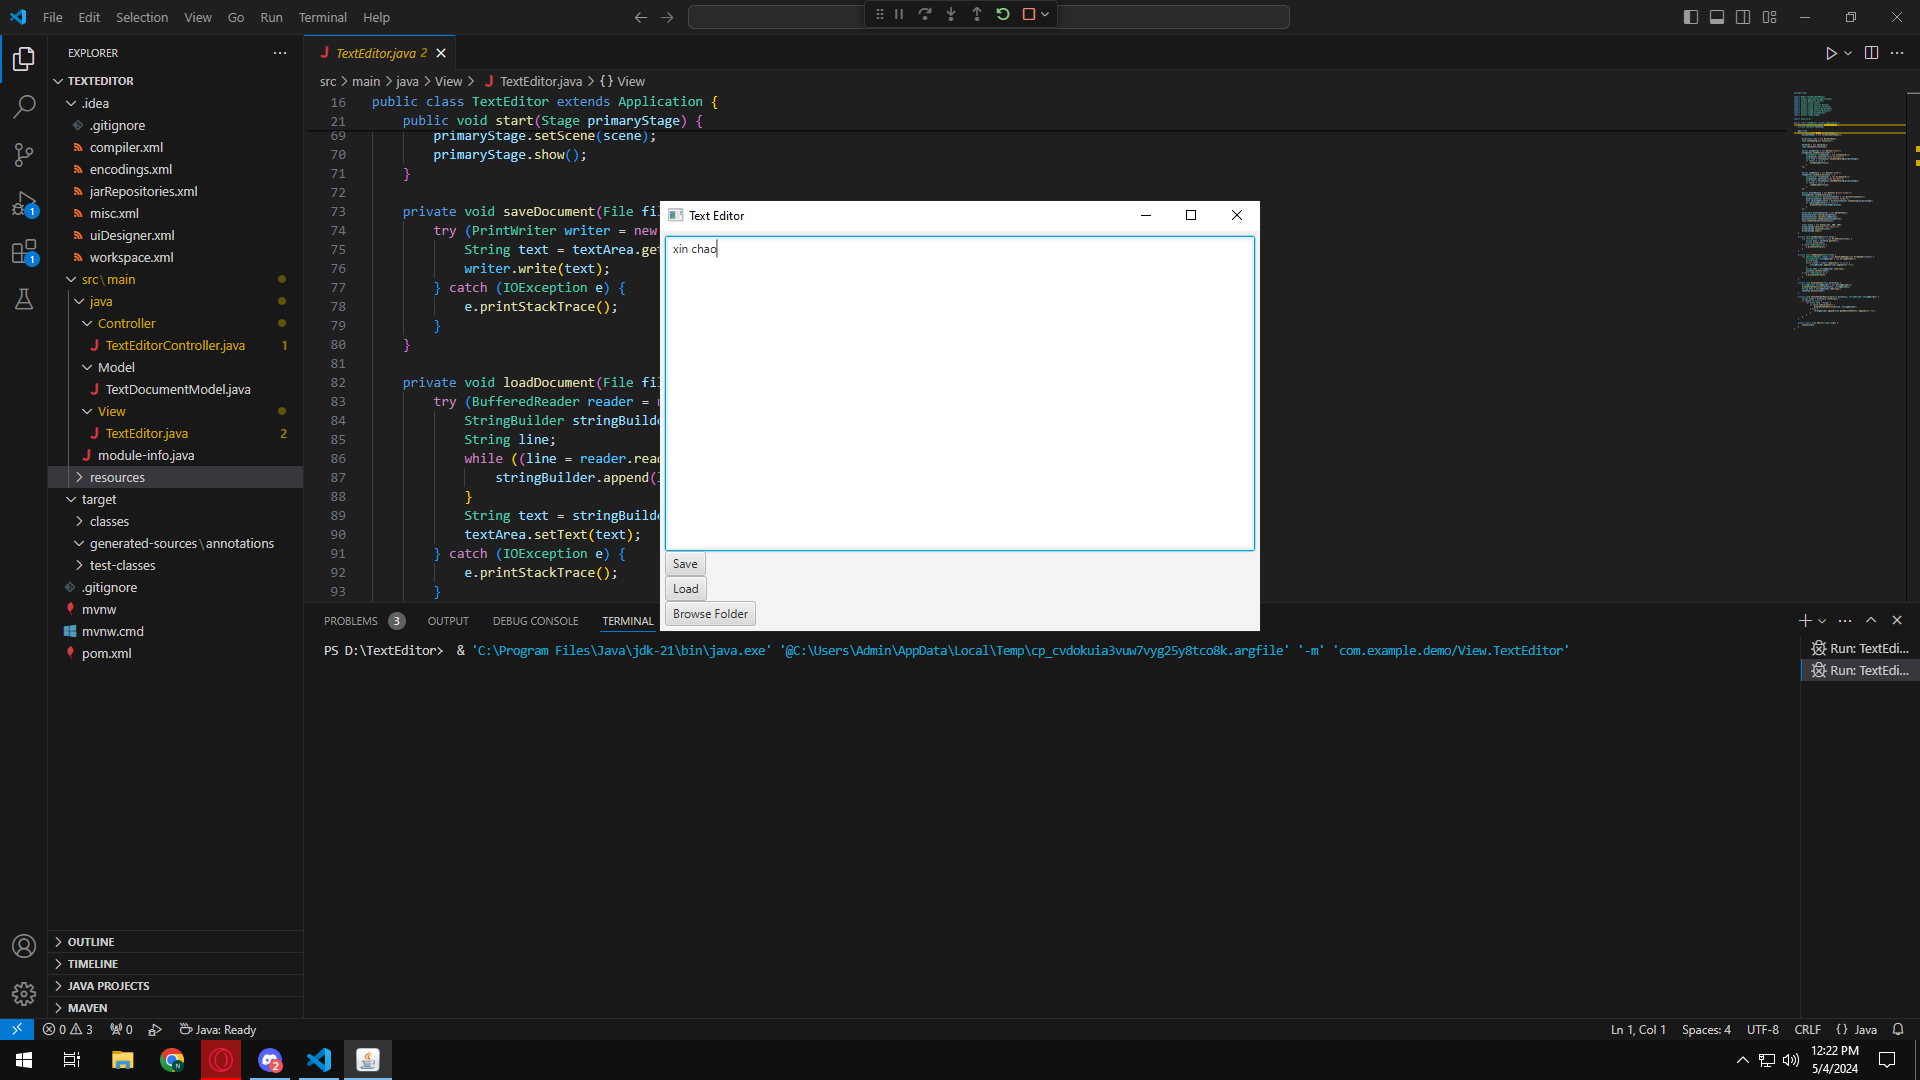 File Edit Selection View Go Run Terminal Help
EXPLORER
TEXTEDITOR
.idea
.gitignore
compiler.xml
encodings.xml
jarRepositories.xml
misc.xml
uiDesigner.xml
workspace.xml
src\main
java
Controller
TextEditorController.java 1
Model
TextDocumentModel.java
View
TextEditor.java 2
module-info.java
resources
target
classes
generated-sources\annotations
test-classes
.gitignore
mvnw
mvnw.cmd
pom.xml
OUTLINE
TIMELINE
JAVA PROJECTS
MAVEN
1
1
TextEditor.java 2
src > main > java > View > TextEditor.java > {} View
16 public class TextEditor extends Application {
21 public void start(Stage primaryStage) {
69 primaryStage.setScene(scene);
70 primaryStage.show();
71 }
72
73 private void saveDocument(File fil
74 try (PrintWriter writer = new
75 String text = textArea.get
76 writer.write(text);
77 } catch (IOException e) {
78 e.printStackTrace();
79 }
80 }
81
82 private void loadDocument(File fil
83 try (BufferedReader reader =
84 StringBuilder stringBuilde
85 String line;
86 while ((line = reader.read
87 stringBuilder.append(
88 }
89 String text = stringBuilde
90 textArea.setText(text);
91 } catch (IOException e) {
92 e.printStackTrace();
93 }
Text Editor
xin chao
Save
Load
Browse Folder
PROBLEMS 3 OUTPUT DEBUG CONSOLE TERMINAL
PS D:\TextEditor> & 'C:\Program Files\Java\jdk-21\bin\java.exe' '@C:\Users\Admin\AppData\Local\Temp\cp_cvdokuia3vuw7vyg25y8tco8k.argfile' '-m' 'com.example.demo/View.TextEditor'
Run: TextEdi...
Run: TextEdi...
0 3 0 Java: Ready
Ln 1, Col 1 Spaces: 4 UTF-8 CRLF {} Java
N
2
12:22 PM
5/4/2024